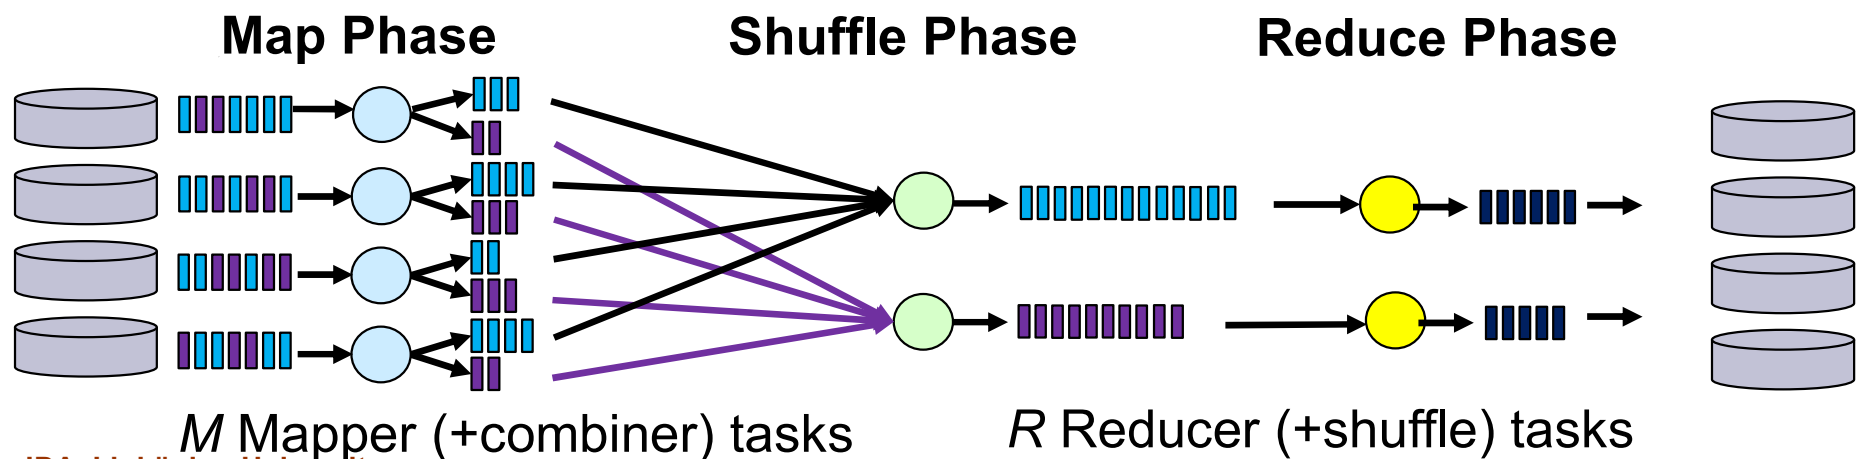 Map Phase
Shuffle Phase
Reduce Phase
M Mapper (+combiner) tasks
R Reducer (+shuffle) tasks